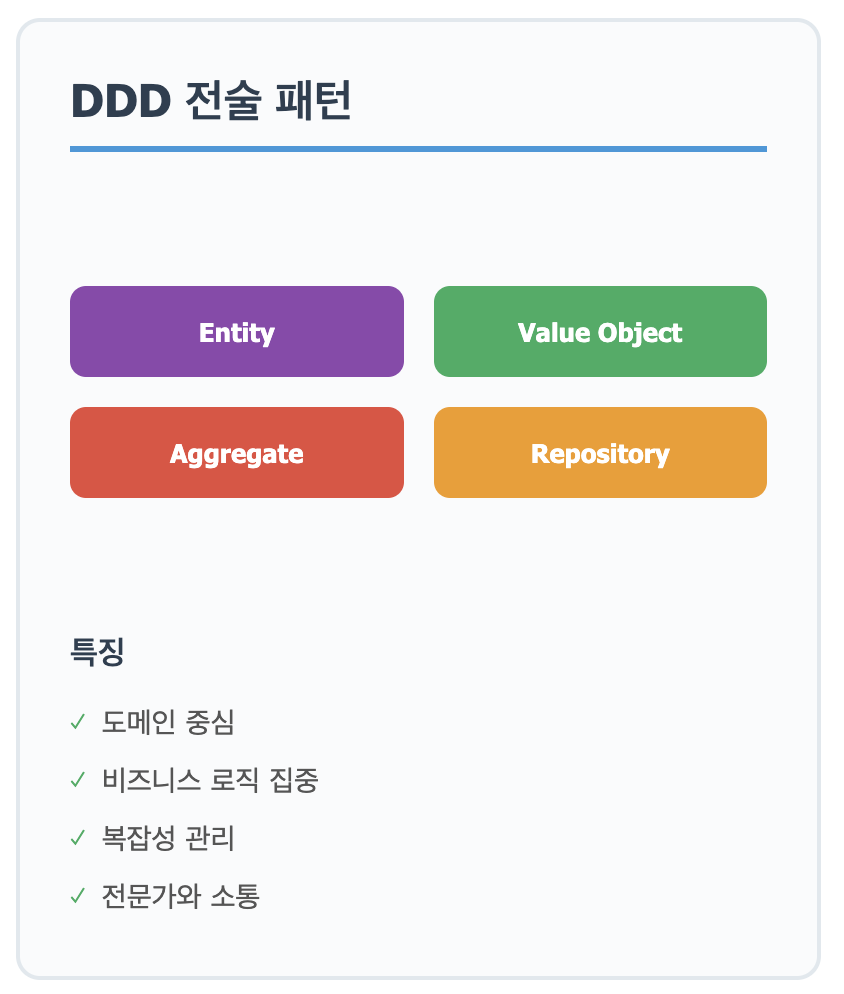 DDD 전술 패턴
Entity
Value Object
Aggregate
Repository
특징
✓ 도메인 중심
✓ 비즈니스 로직 집중
✓ 복잡성 관리
✓ 전문가와 소통